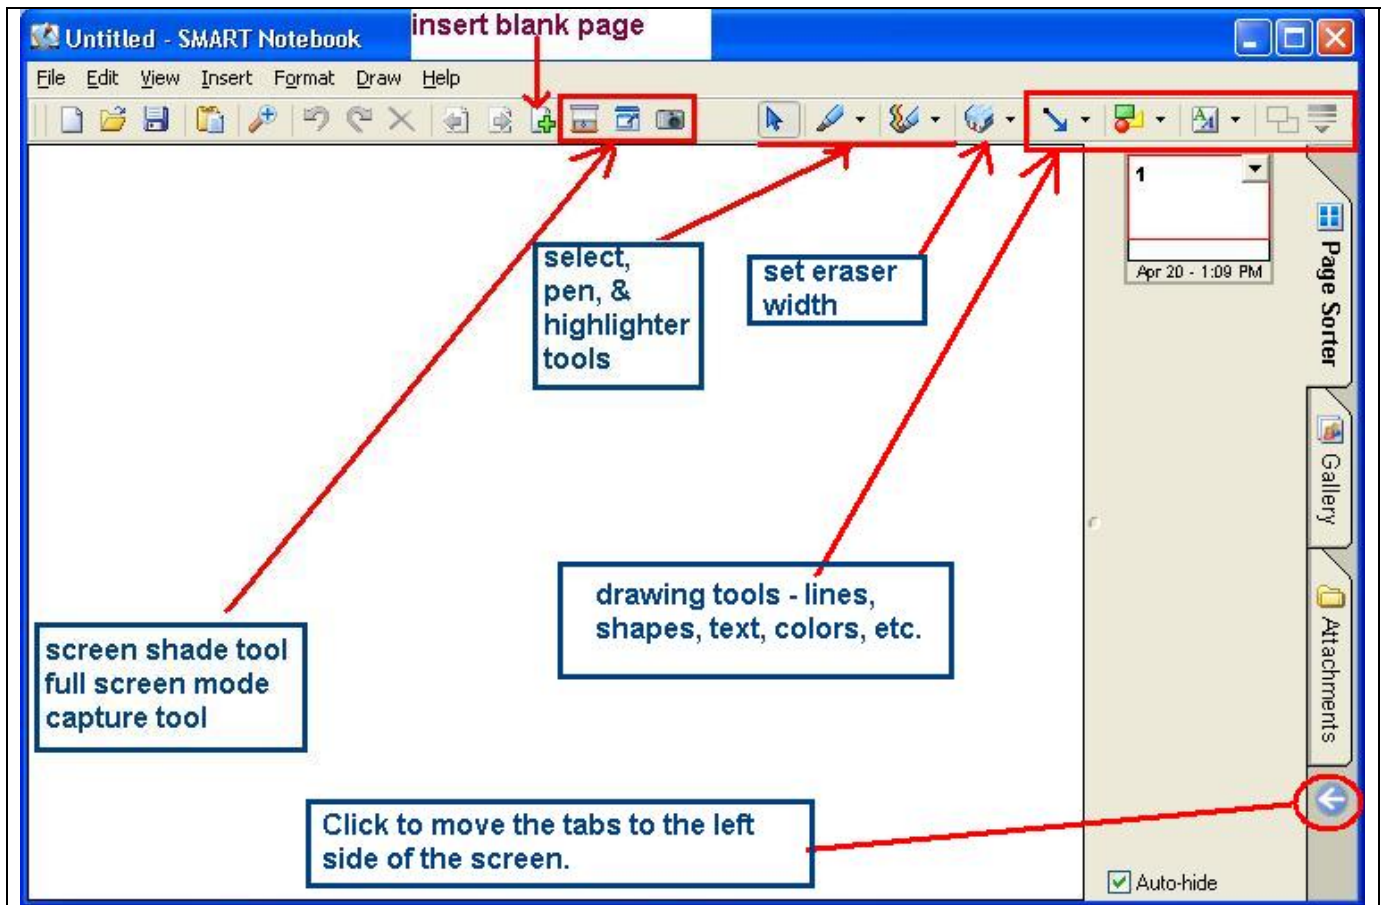 insert blank page
Untitled - SMART Notebook
File Edit View Insert Format Draw Help
1
Apr 20 - 1:09 PM
Page Sorter
Gallery
Attachments
select,
pen, &
highlighter
tools
set eraser
width
drawing tools - lines,
shapes, text, colors, etc.
screen shade tool
full screen mode
capture tool
Click to move the tabs to the left
side of the screen.
Auto-hide